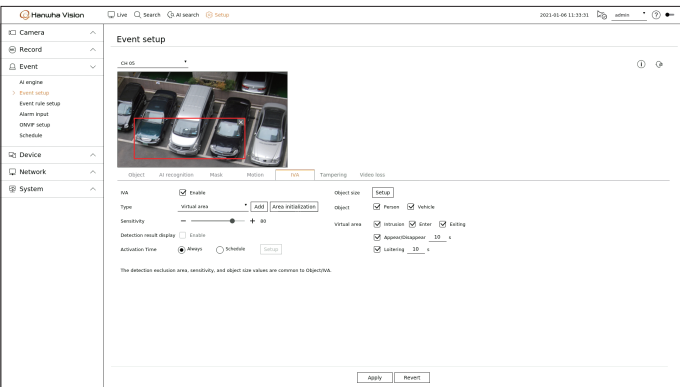 Hanwha Vision
Live Search AI search Setup
2021-01-06 11:33:31 admin
Camera
Record
Event
AI engine
Event setup
Event rule setup
Alarm input
ONVIF setup
Schedule
Device
Network
System
Event setup
CH 05
Object AI recognition Mask Motion IVA Tampering Video loss
IVA Enable
Type Virtual area Add Area initialization
Sensitivity 80
Detection result display Enable
Activation Time Always Schedule Setup
Object size Setup
Object Person Vehicle
Virtual area Intrusion Enter Exiting
Appear/Disappear 10 s
Loitering 10 s
The detection exclusion area, sensitivity, and object size values are common to Object/IVA.
Apply Revert